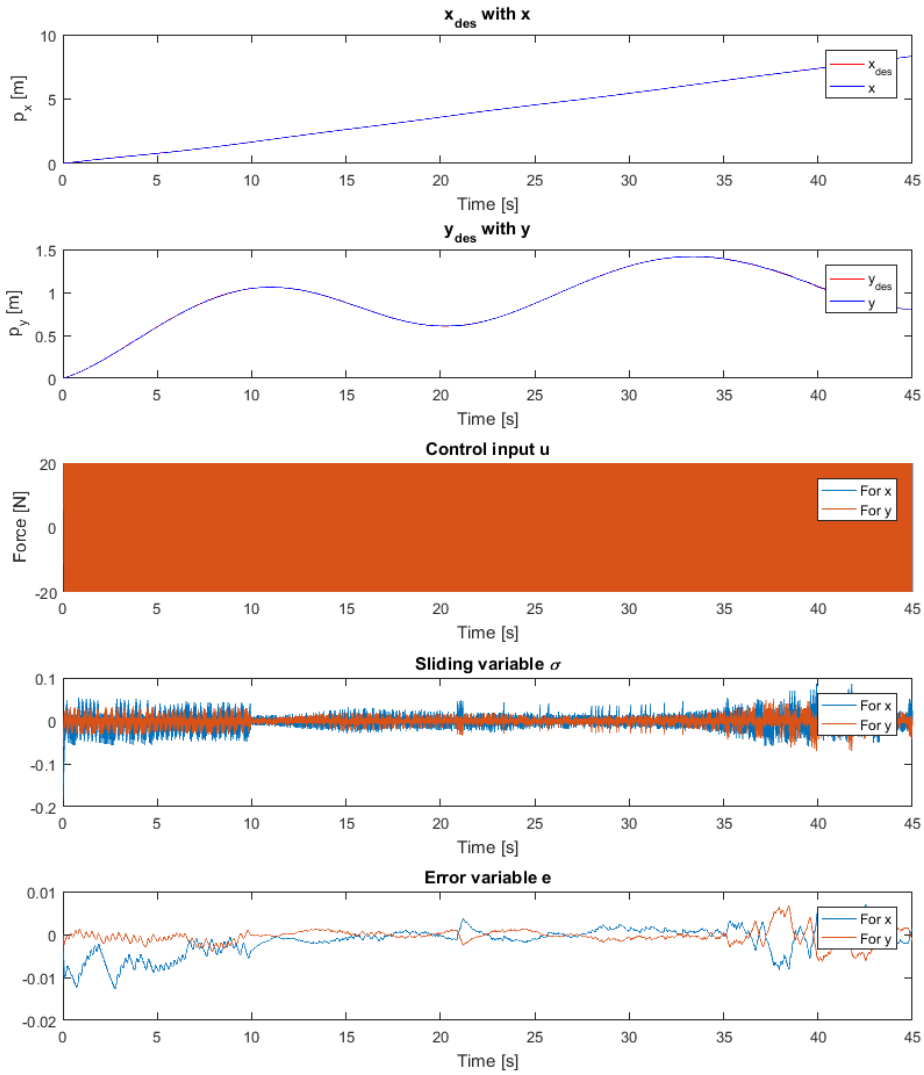 x_des with x
10
5
0
p_x [m]
x_des
x
0 5 10 15 20 25 30 35 40 45
Time [s]
y_des with y
1.5
1
0.5
0
p_y [m]
y_des
y
0 5 10 15 20 25 30 35 40 45
Time [s]
Control input u
20
0
-20
Force [N]
For x
For y
0 5 10 15 20 25 30 35 40 45
Time [s]
Sliding variable σ
0.1
0
-0.1
-0.2
For x
For y
0 5 10 15 20 25 30 35 40 45
Time [s]
Error variable e
0.01
0
-0.01
-0.02
For x
For y
0 5 10 15 20 25 30 35 40 45
Time [s]